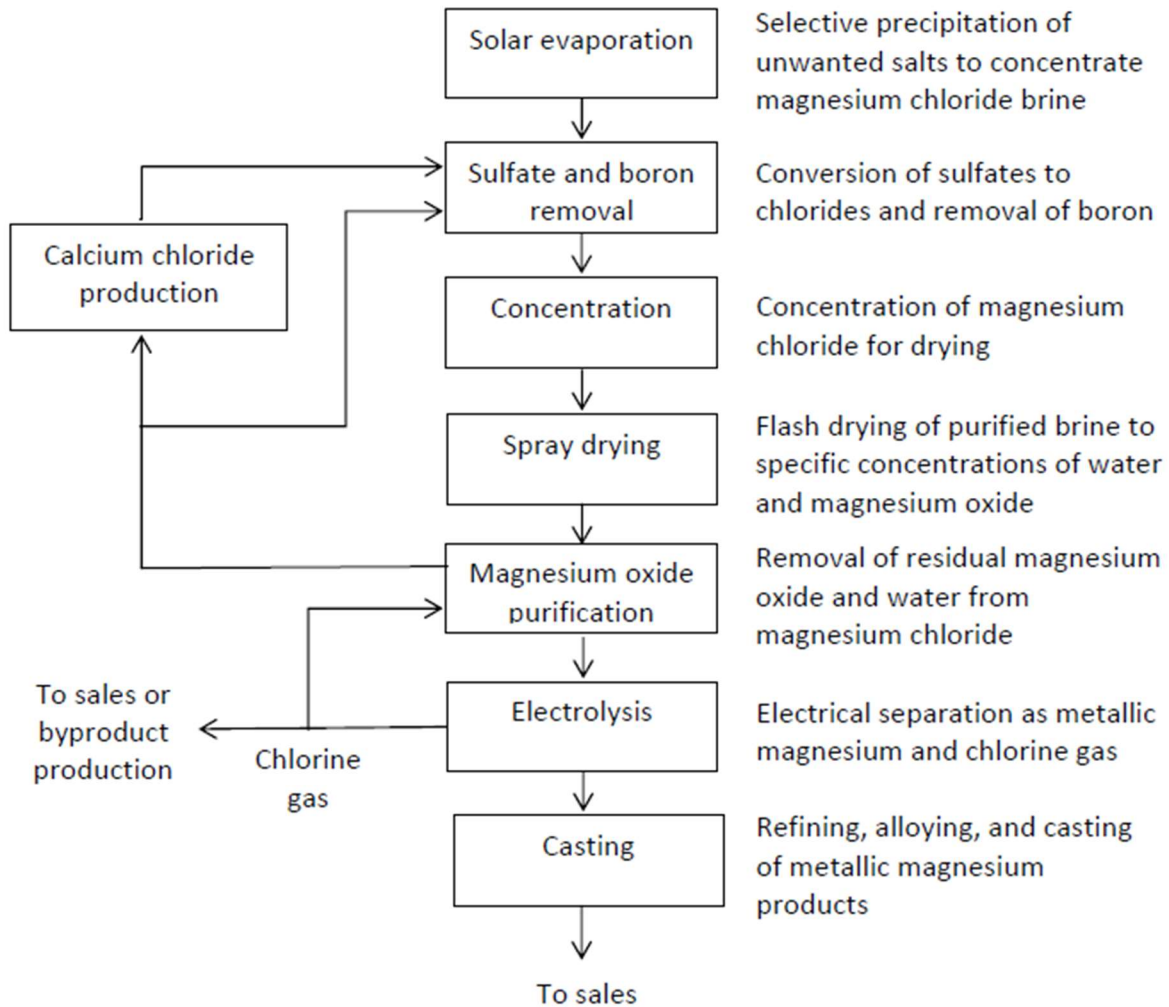 Solar evaporation
Selective precipitation of
unwanted salts to concentrate
magnesium chloride brine
Sulfate and boron
removal
Conversion of sulfates to
chlorides and removal of boron
Calcium chloride
production
Concentration
Concentration of magnesium
chloride for drying
Spray drying
Flash drying of purified brine to
specific concentrations of water
and magnesium oxide
Magnesium oxide
purification
Removal of residual magnesium
oxide and water from
magnesium chloride
To sales or
byproduct
production
Chlorine
gas
Electrolysis
Electrical separation as metallic
magnesium and chlorine gas
Casting
Refining, alloying, and casting
of metallic magnesium
products
To sales